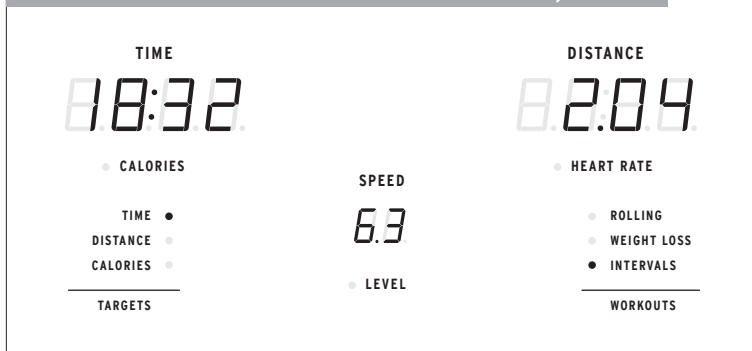 TIME
18:32
CALORIES
TIME
DISTANCE
CALORIES
TARGETS
SPEED
6.3
LEVEL
DISTANCE
2.04
HEART RATE
ROLLING
WEIGHT LOSS
INTERVALS
WORKOUTS